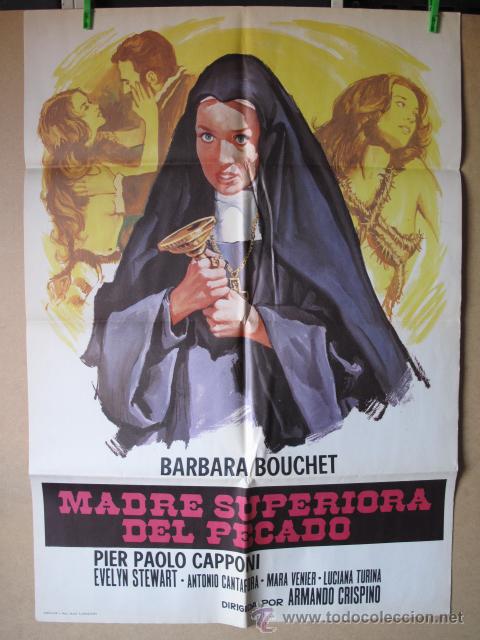 BARBARA BOUCHET
MADRE SUPERIORA
DEL PECADO
PIER PAOLO CAPPONI
EVELYN STEWART - ANTONIO CANTAFORA - MARA VENIER - LUCIANA TURINA
DIRIGIDA POR ARMANDO CRISPINO
www.todocoleccion.net